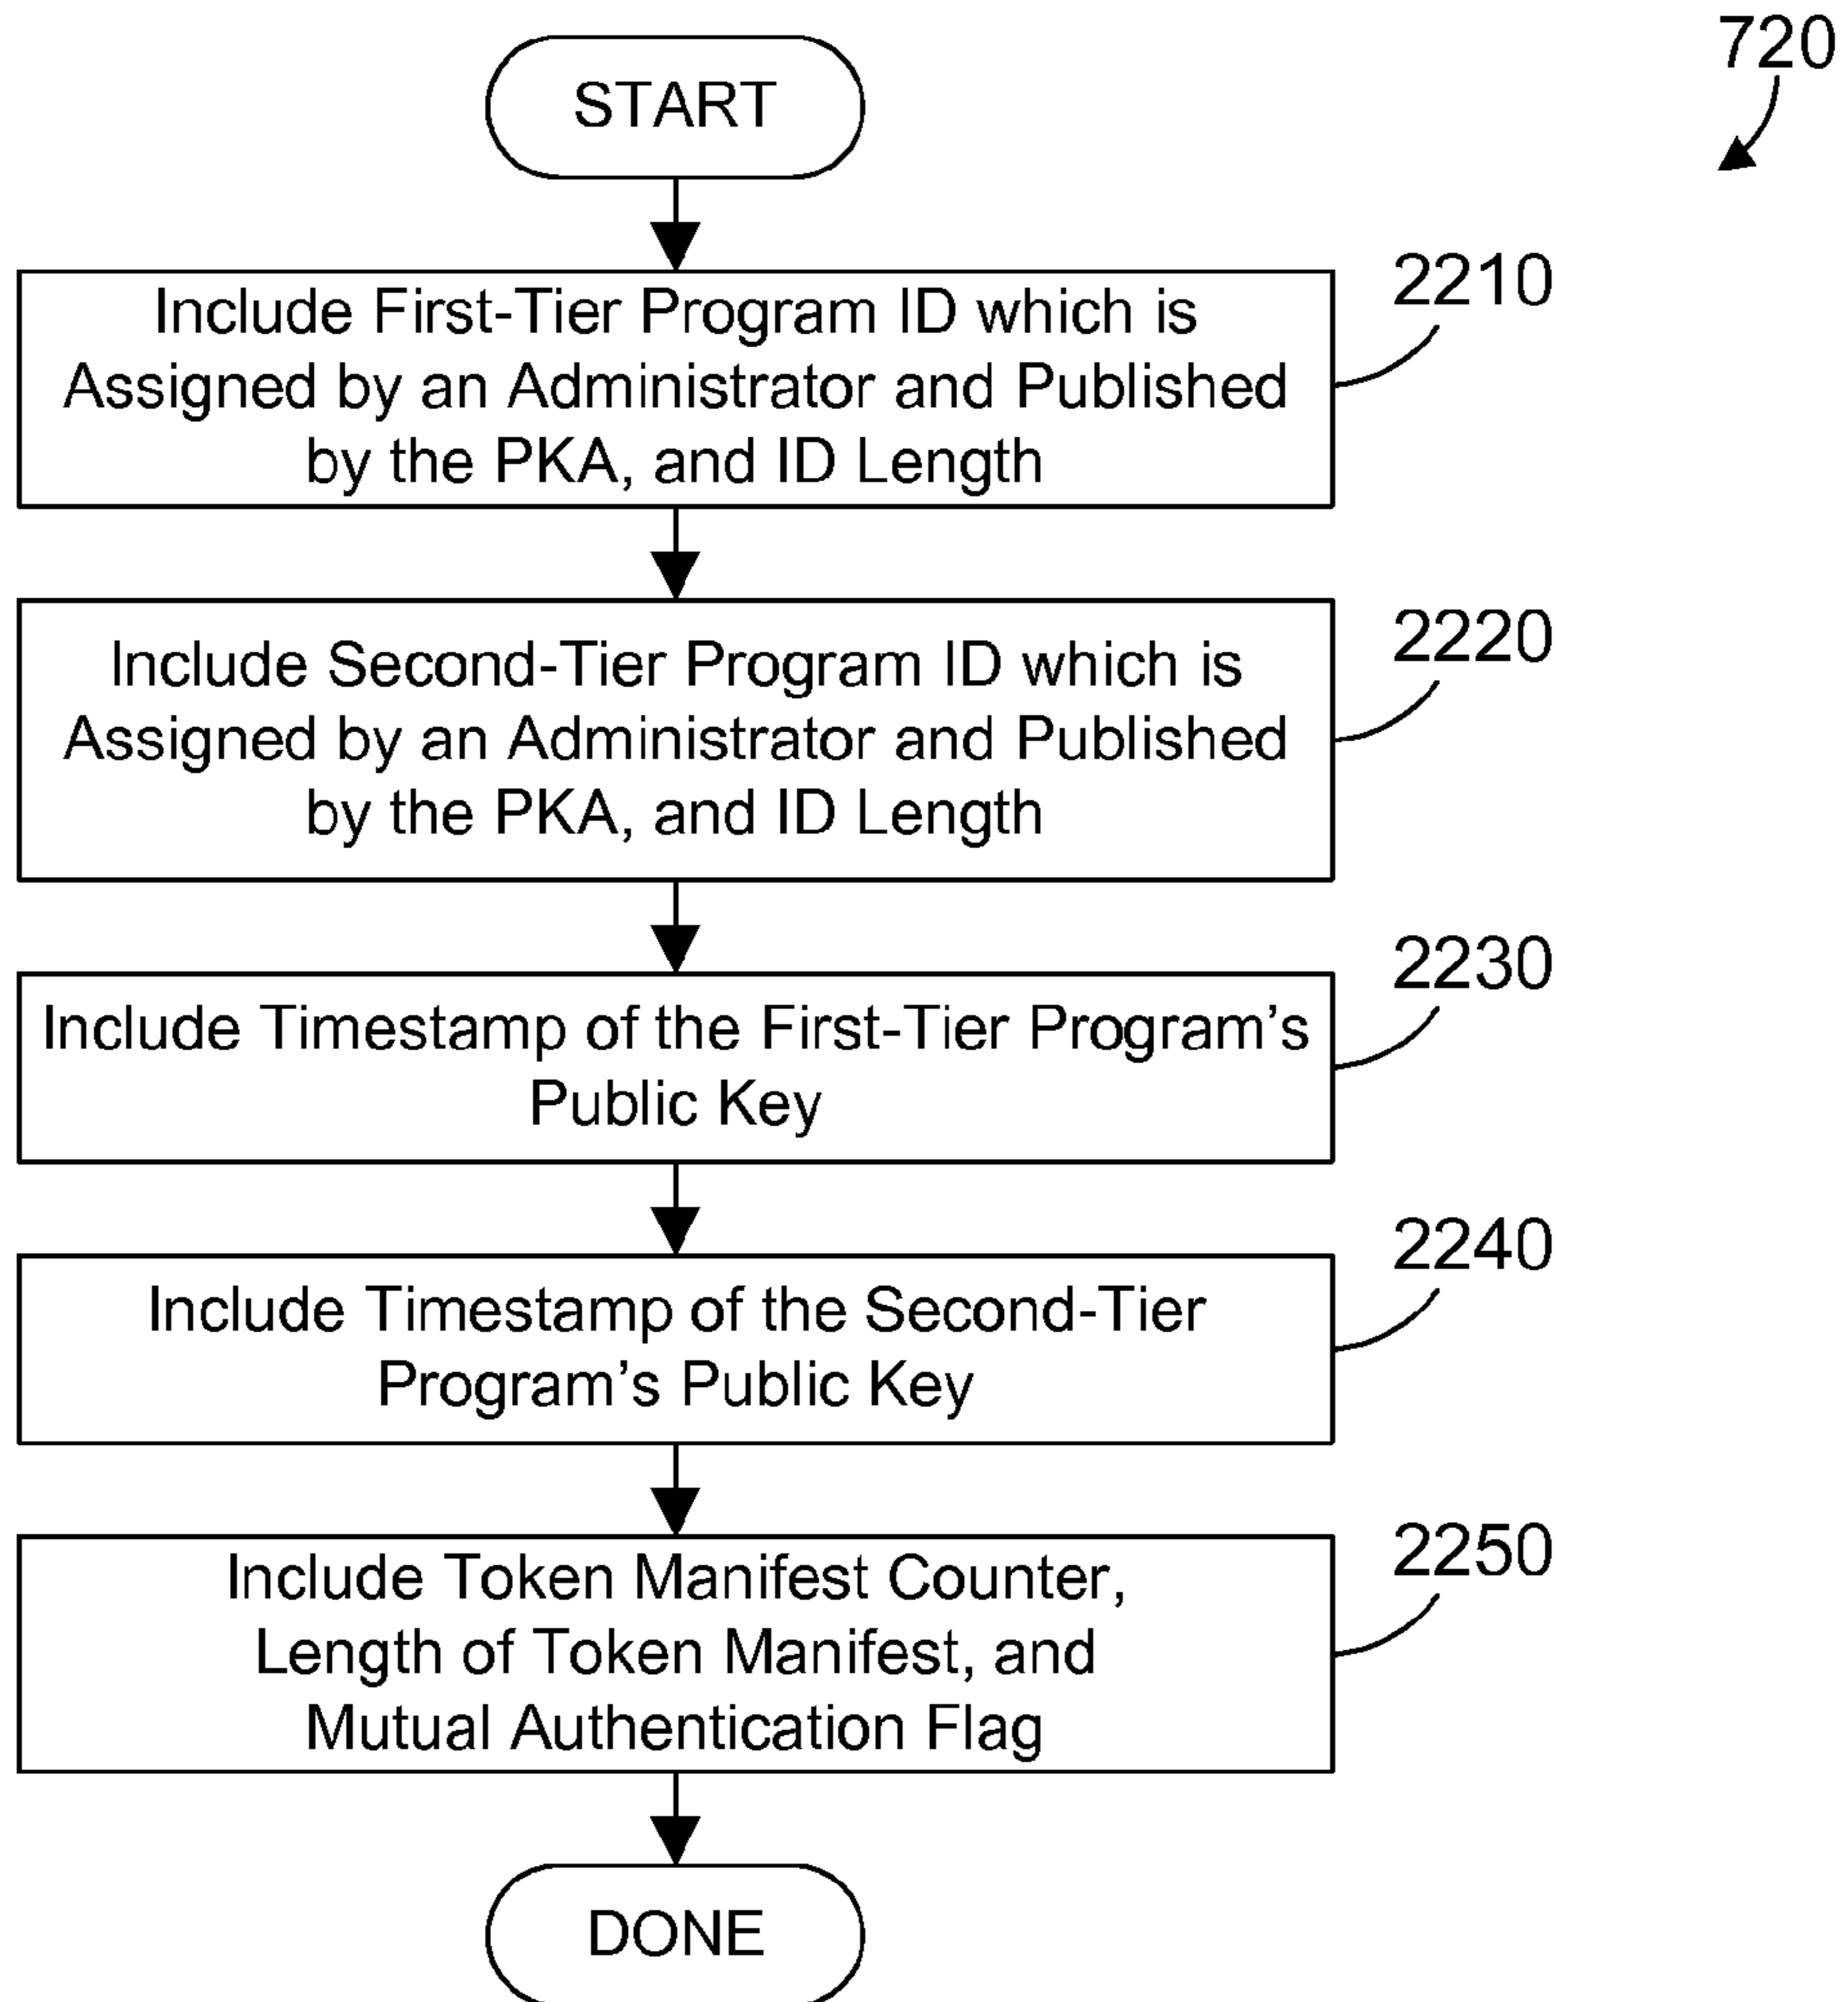 720
START
2210
Include First-Tier Program ID which is
Assigned by an Administrator and Published
by the PKA, and ID Length
2220
Include Second-Tier Program ID which is
Assigned by an Administrator and Published
by the PKA, and ID Length
2230
Include Timestamp of the First-Tier Program’s
Public Key
2240
Include Timestamp of the Second-Tier
Program’s Public Key
2250
Include Token Manifest Counter,
Length of Token Manifest, and
Mutual Authentication Flag
DONE